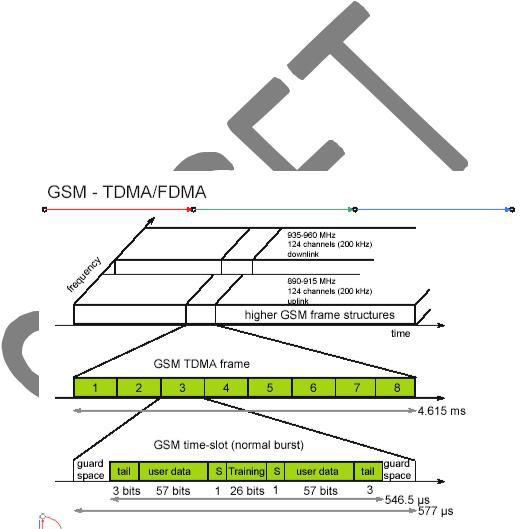 GSM - TDMA/FDMA
frequency
935-960 MHz
124 channels (200 kHz)
downlink
890-915 MHz
124 channels (200 kHz)
uplink
higher GSM frame structures
time
GSM TDMA frame
1 2 3 4 5 6 7 8
4.615 ms
GSM time-slot (normal burst)
guard
space
tail user data S Training S user data tail
guard
space
3 bits 57 bits 1 26 bits 1 57 bits 3
546.5 µs
577 µs